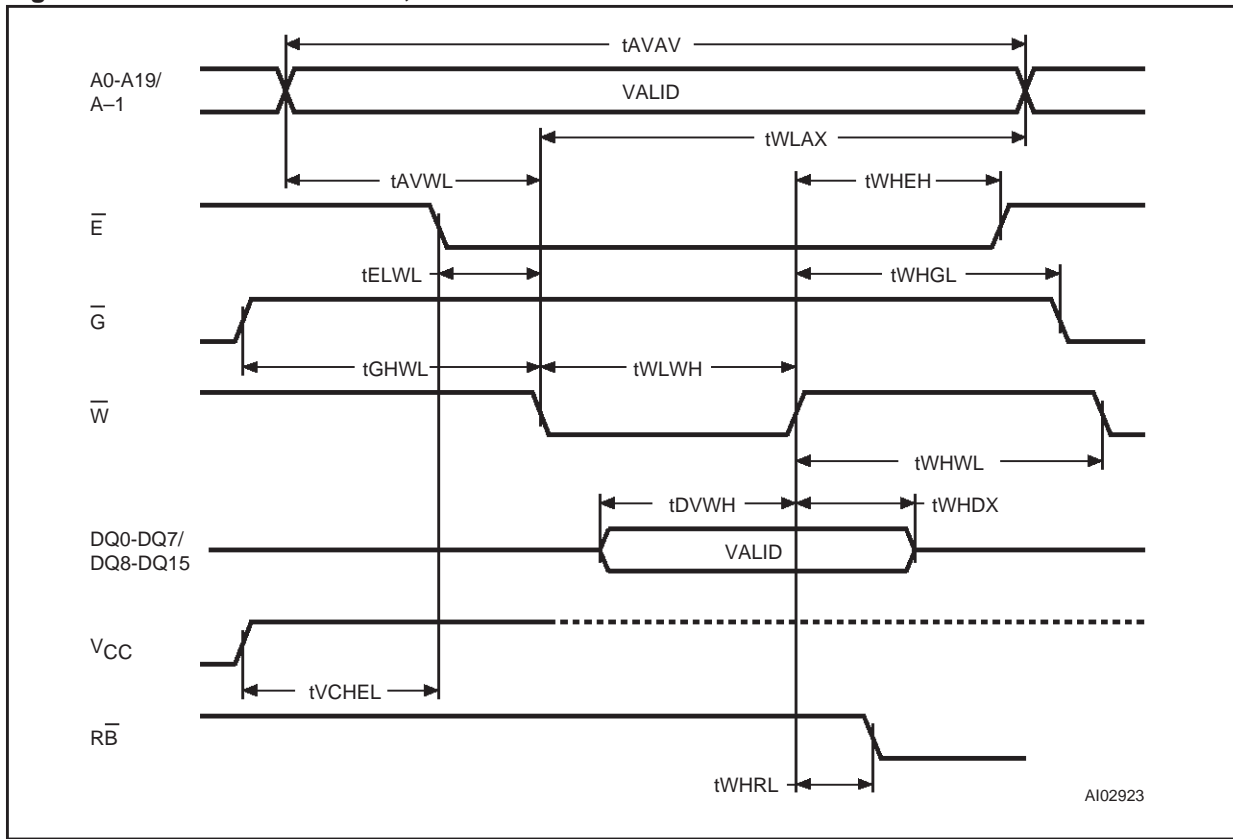 tAVAV
A0-A19/
A–1
VALID
tWLAX
tAVWL
tWHEH
E̅
tELWL
tWHGL
G̅
tGHWL
tWLWH
W̅
tWHWL
tDVWH
tWHDX
DQ0-DQ7/
DQ8-DQ15
VALID
VCC
tVCHEL
RB̅
tWHRL
AI02923